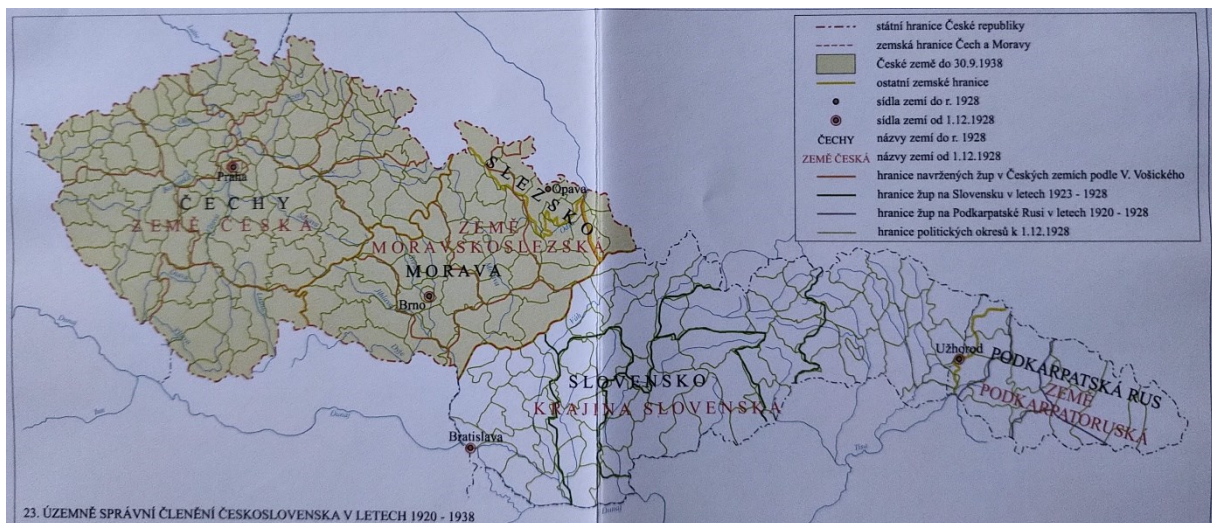 státní hranice České republiky
zemská hranice Čech a Moravy
České země do 30.9.1938
ostatní zemské hranice
sídla zemí do r. 1928
sídla zemí od 1.12.1928
ČECHY názvy zemí do r. 1928
ZEMĚ ČESKÁ názvy zemí od 1.12.1928
hranice navržených žup v Českých zemích podle V. Vošického
hranice žup na Slovensku v letech 1923 - 1928
hranice žup na Podkarpatské Rusi v letech 1920 - 1928
hranice politických okresů k 1.12.1928
Praha
ČECHY
ZEMĚ ČESKÁ
SLEZSKO
Opava
ZEMĚ
MORAVSKOSLEZSKÁ
MORAVA
Brno
Váh
Užhorod
PODKARPATSKÁ RUS
ZEMĚ
PODKARPATORUSKÁ
SLOVENSKO
KRAJINA SLOVENSKÁ
Bratislava
Dunaj
23. ÚZEMNĚ SPRÁVNÍ ČLENĚNÍ ČESKOSLOVENSKA V LETECH 1920 - 1938